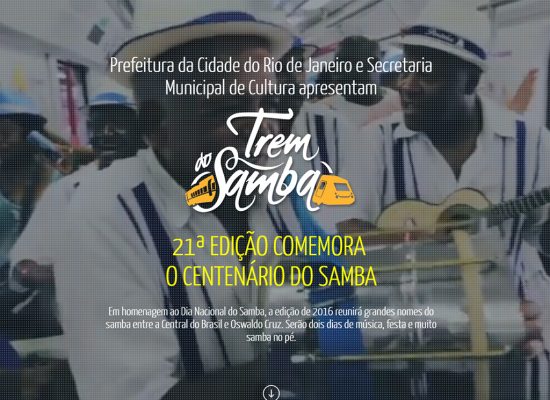 Prefeitura da Cidade do Rio de Janeiro e Secretaria
Municipal de Cultura apresentam
Trem
do
Samba
21ª EDIÇÃO COMEMORA
O CENTENÁRIO DO SAMBA
Em homenagem ao Dia Nacional do Samba, a edição de 2016 reunirá grandes nomes do
samba entre a Central do Brasil e Oswaldo Cruz. Serão dois dias de música, festa e muito
samba no pé.